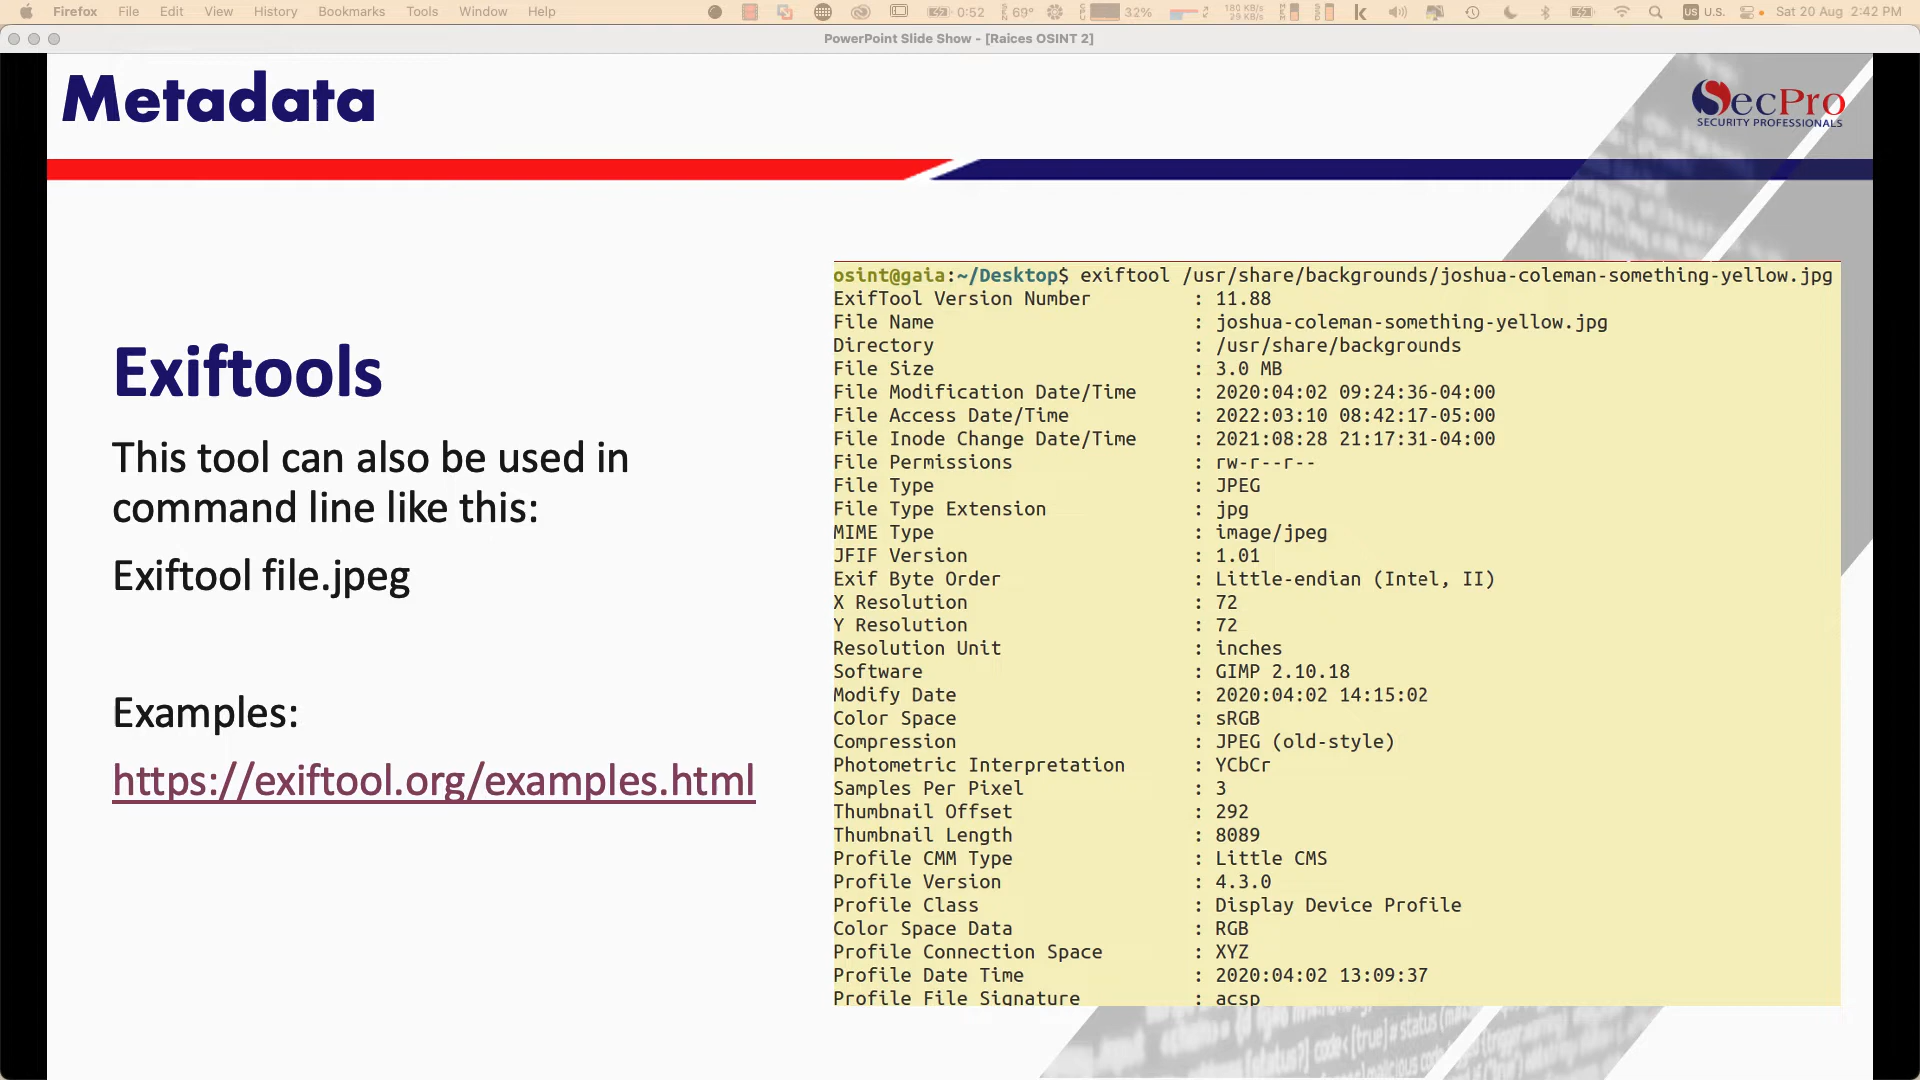 Firefox File Edit View History Bookmarks Tools Window Help 0:52 69° 32% 180 KB/s 29 KB/s US U.S. Sat 20 Aug 2:42 PM
PowerPoint Slide Show - [Raices OSINT 2]
Metadata
SecPro
SECURITY PROFESSIONALS
Exiftools
This tool can also be used in
command line like this:
Exiftool file.jpeg
Examples:
https://exiftool.org/examples.html
osint@gaia:~/Desktop$ exiftool /usr/share/backgrounds/joshua-coleman-something-yellow.jpg
ExifTool Version Number : 11.88
File Name : joshua-coleman-something-yellow.jpg
Directory : /usr/share/backgrounds
File Size : 3.0 MB
File Modification Date/Time : 2020:04:02 09:24:36-04:00
File Access Date/Time : 2022:03:10 08:42:17-05:00
File Inode Change Date/Time : 2021:08:28 21:17:31-04:00
File Permissions : rw-r--r--
File Type : JPEG
File Type Extension : jpg
MIME Type : image/jpeg
JFIF Version : 1.01
Exif Byte Order : Little-endian (Intel, II)
X Resolution : 72
Y Resolution : 72
Resolution Unit : inches
Software : GIMP 2.10.18
Modify Date : 2020:04:02 14:15:02
Color Space : sRGB
Compression : JPEG (old-style)
Photometric Interpretation : YCbCr
Samples Per Pixel : 3
Thumbnail Offset : 292
Thumbnail Length : 8089
Profile CMM Type : Little CMS
Profile Version : 4.3.0
Profile Class : Display Device Profile
Color Space Data : RGB
Profile Connection Space : XYZ
Profile Date Time : 2020:04:02 13:09:37
Profile File Signature : acsp